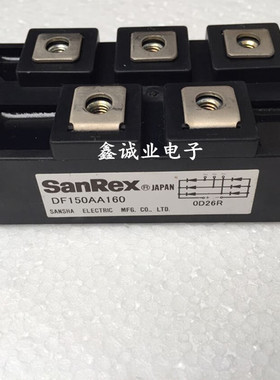 鑫诚业电子
SanRex ® JAPAN
DF150AA160
SANSHA ELECTRIC MFG. CO., LTD.
0D26R